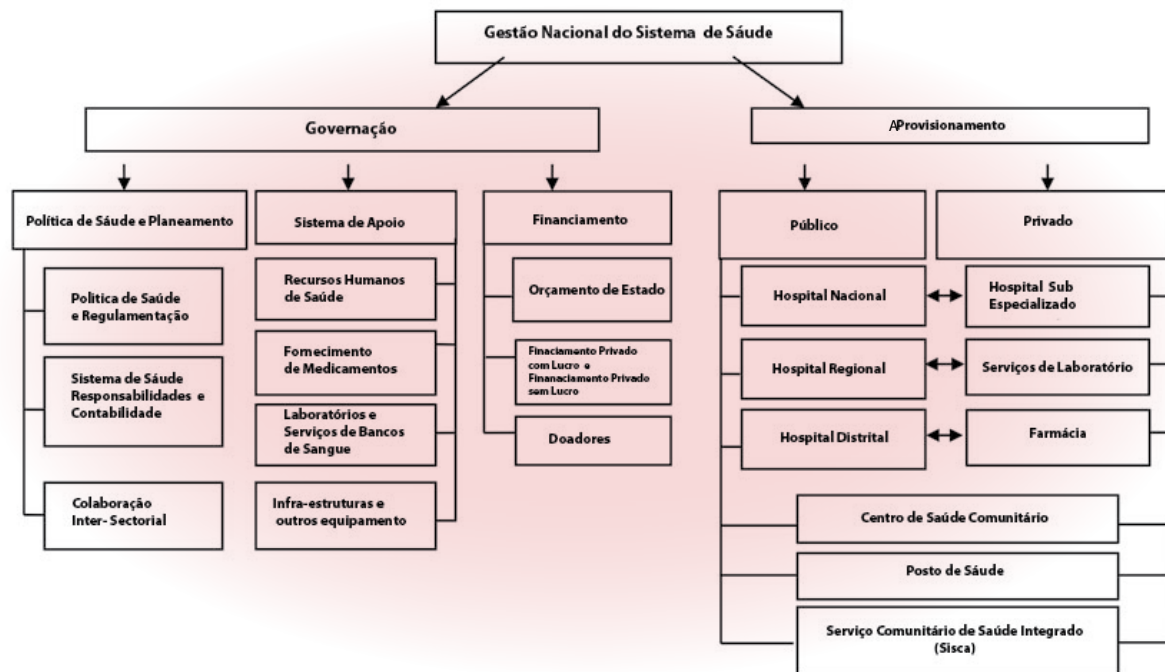 Gestão Nacional do Sistema de Sáude
Governação
AProvisionamento
Política de Sáude e Planeamento
Sistema de Apoio
Financiamento
Público
Privado
Politica de Saúde
e Regulamentação
Sistema de Sáude
Responsabilidades e
Contabilidade
Colaboração
Inter- Sectorial
Recursos Humanos
de Saúde
Fornecimento
de Medicamentos
Laboratórios e
Serviços de Bancos
de Sangue
Infra-estruturas e
outros equipamento
Orçamento de Estado
Finaciamento Privado
com Lucro e
Finanaciamento Privado
sem Lucro
Doadores
Hospital Nacional
Hospital Sub
Especializado
Hospital Regional
Serviços de Laboratório
Hospital Distrital
Farmácia
Centro de Saúde Comunitário
Posto de Saúde
Serviço Comunitário de Saúde Integrado
(Sisca)